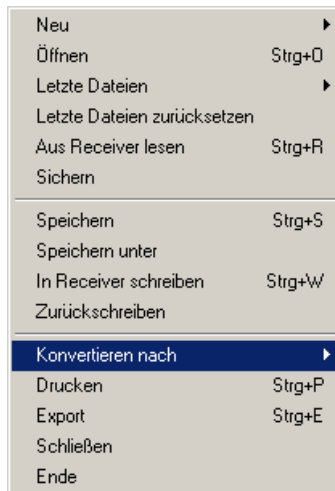 Neu
Öffnen Strg+O
Letzte Dateien
Letzte Dateien zurücksetzen
Aus Receiver lesen Strg+R
Sichern
Speichern Strg+S
Speichern unter
In Receiver schreiben Strg+W
Zurückschreiben
Konvertieren nach
Drucken Strg+P
Export Strg+E
Schließen
Ende